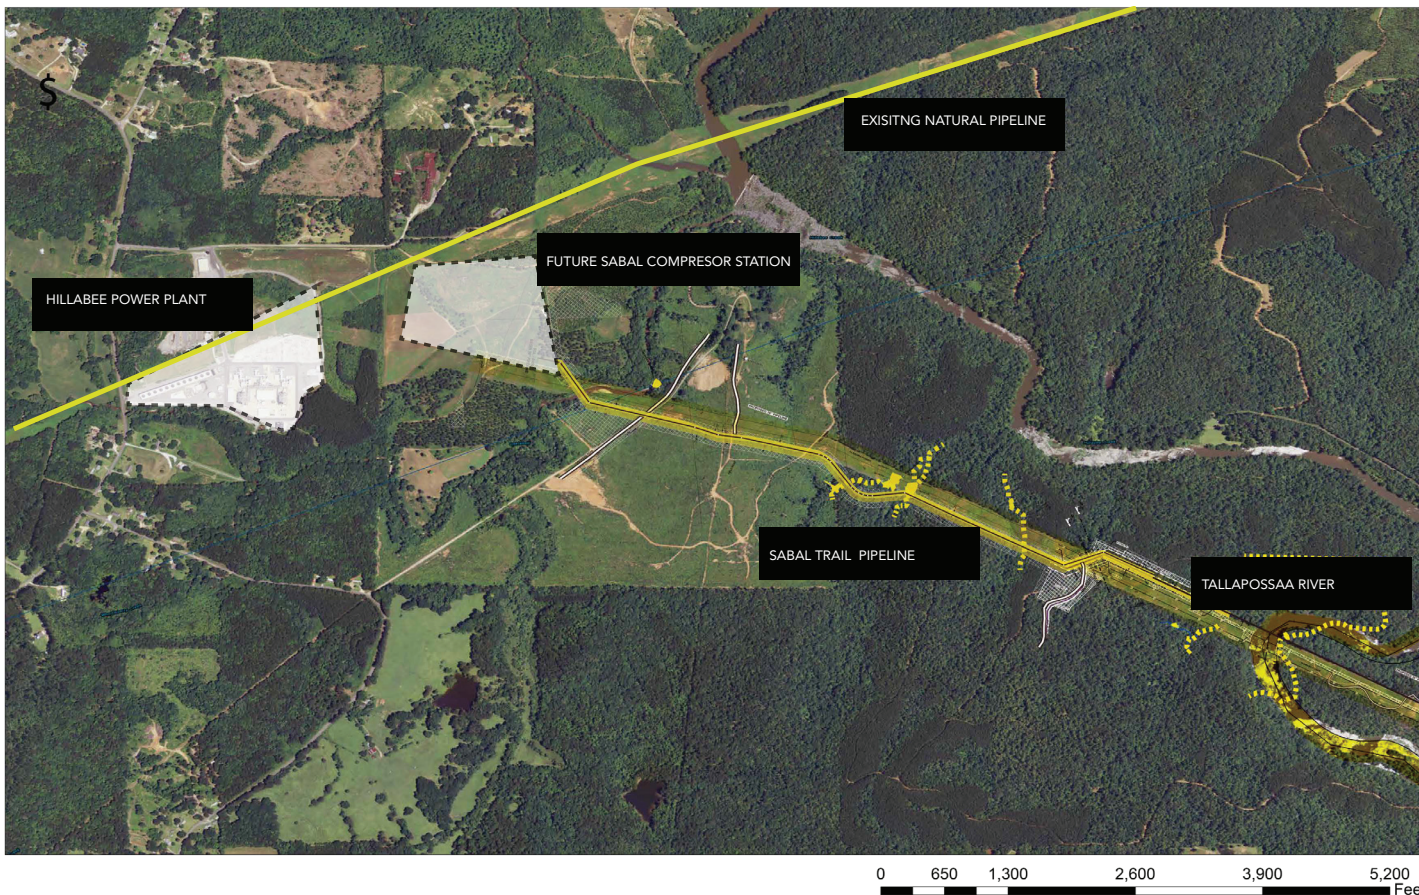 $
EXISITNG NATURAL PIPELINE
FUTURE SABAL COMPRESOR STATION
HILLABEE POWER PLANT
SABAL TRAIL PIPELINE
TALLAPOSSAA RIVER
0 650 1,300 2,600 3,900 5,200
Fee